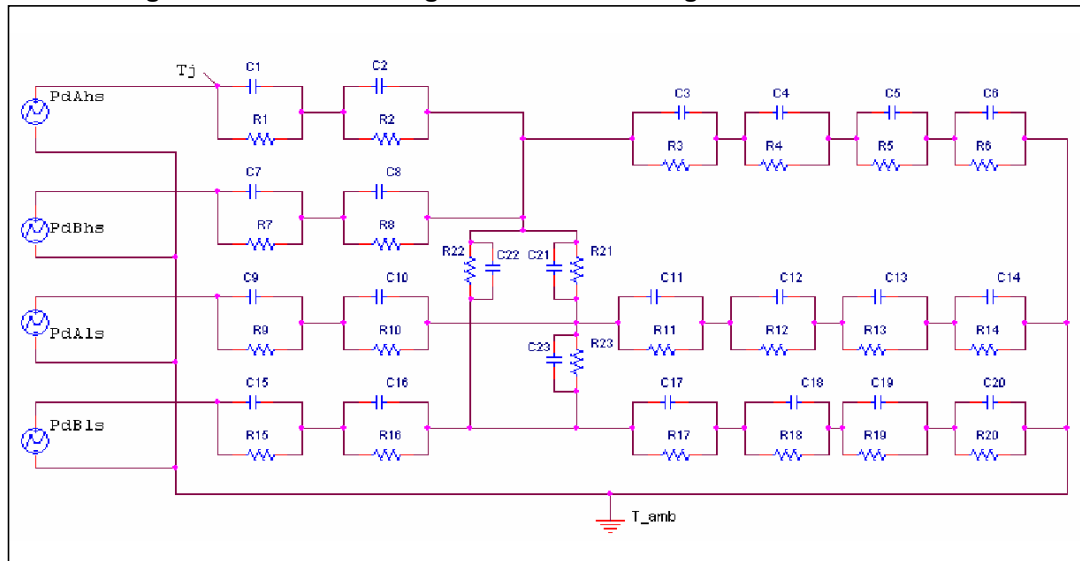 Tj
C1
C2
PdAhs
C3
C4
C5
C6
R1
R2
R3
R4
R5
R6
C7
C8
PdBhs
R7
R8
R22
C22
C21
R21
C9
C10
C11
C12
C13
C14
PdAls
R9
R10
R11
R12
R13
R14
C23
R23
C15
C16
C17
C18
C19
C20
PdBls
R15
R16
R17
R18
R19
R20
T_amb